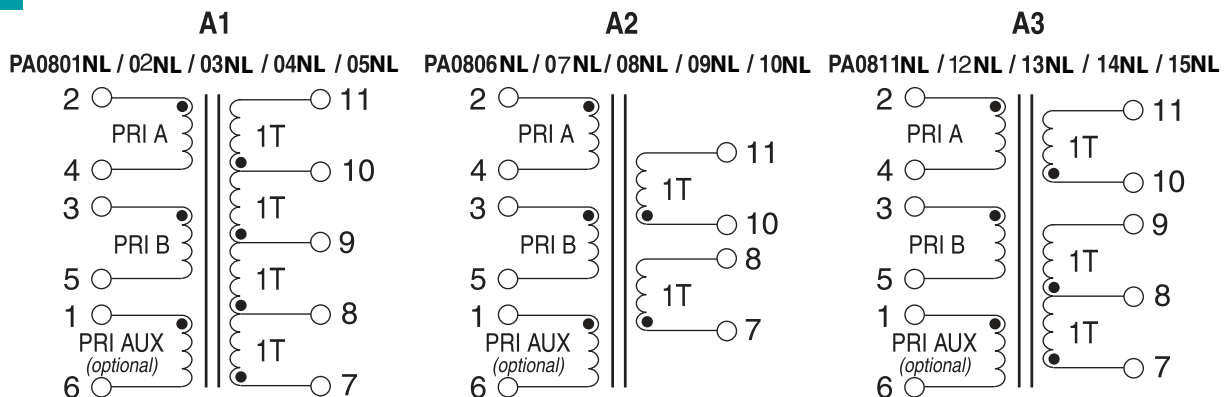 A1
PA0801NL / 02NL / 03NL / 04NL / 05NL
2
PRI A
4
3
PRI B
5
1
PRI AUX
(optional)
6
11
1T
10
1T
9
1T
8
1T
7
A2
PA0806NL / 07NL / 08NL / 09NL / 10NL
2
PRI A
4
3
PRI B
5
1
PRI AUX
(optional)
6
11
1T
10
8
1T
7
A3
PA0811NL / 12NL / 13NL / 14NL / 15NL
2
PRI A
4
3
PRI B
5
1
PRI AUX
(optional)
6
11
1T
10
9
1T
8
1T
7